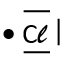 • Cℓ |